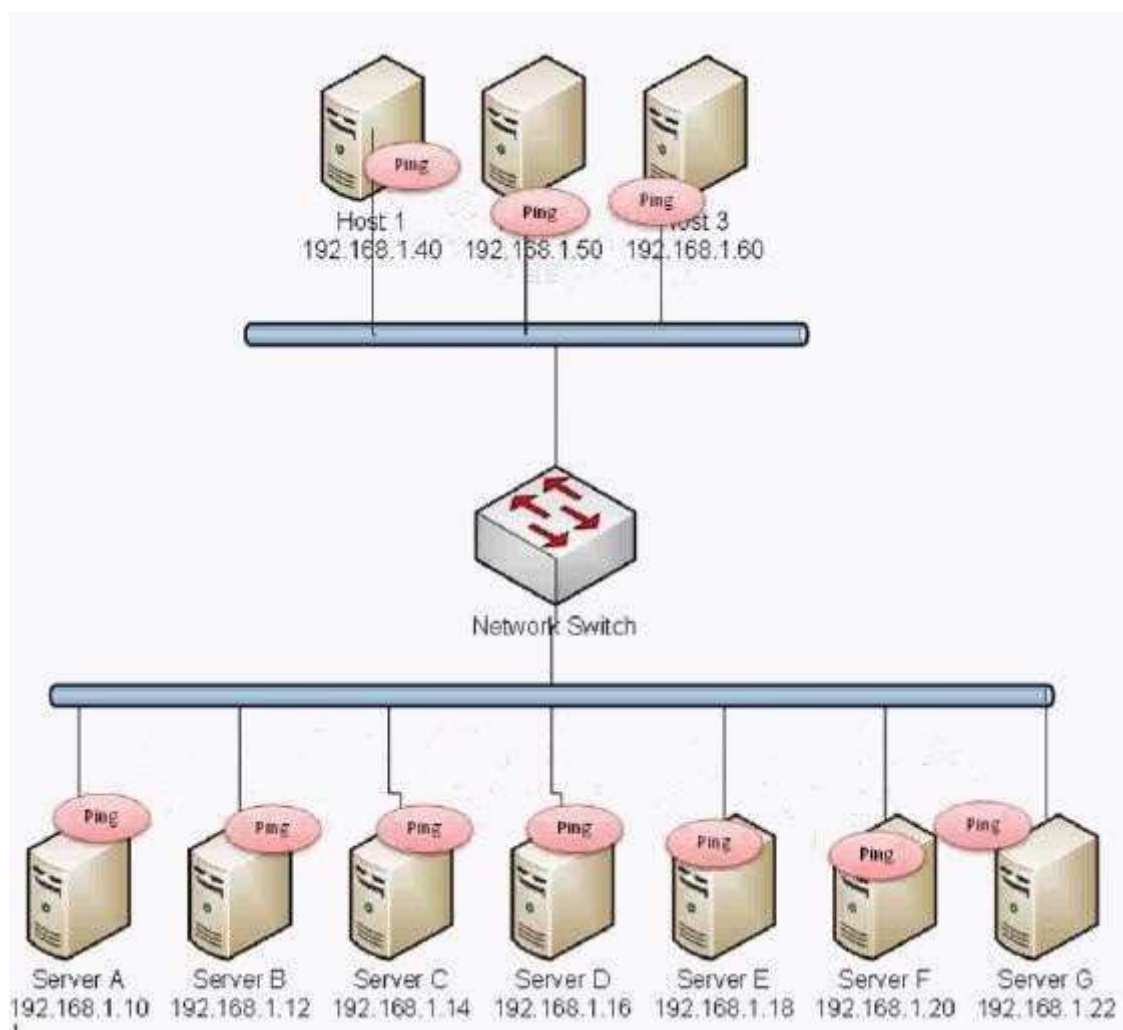 Ping
Ping
Ping
Host 1
Host 3
192.168.1.40
192.168.1.50
192.168.1.60
Network Switch
Ping
Ping
Ping
Ping
Ping
Ping
Ping
Server A
Server B
Server C
Server D
Server E
Server F
Server G
192.168.1.10
192.168.1.12
192.168.1.14
192.168.1.16
192.168.1.18
192.168.1.20
192.168.1.22